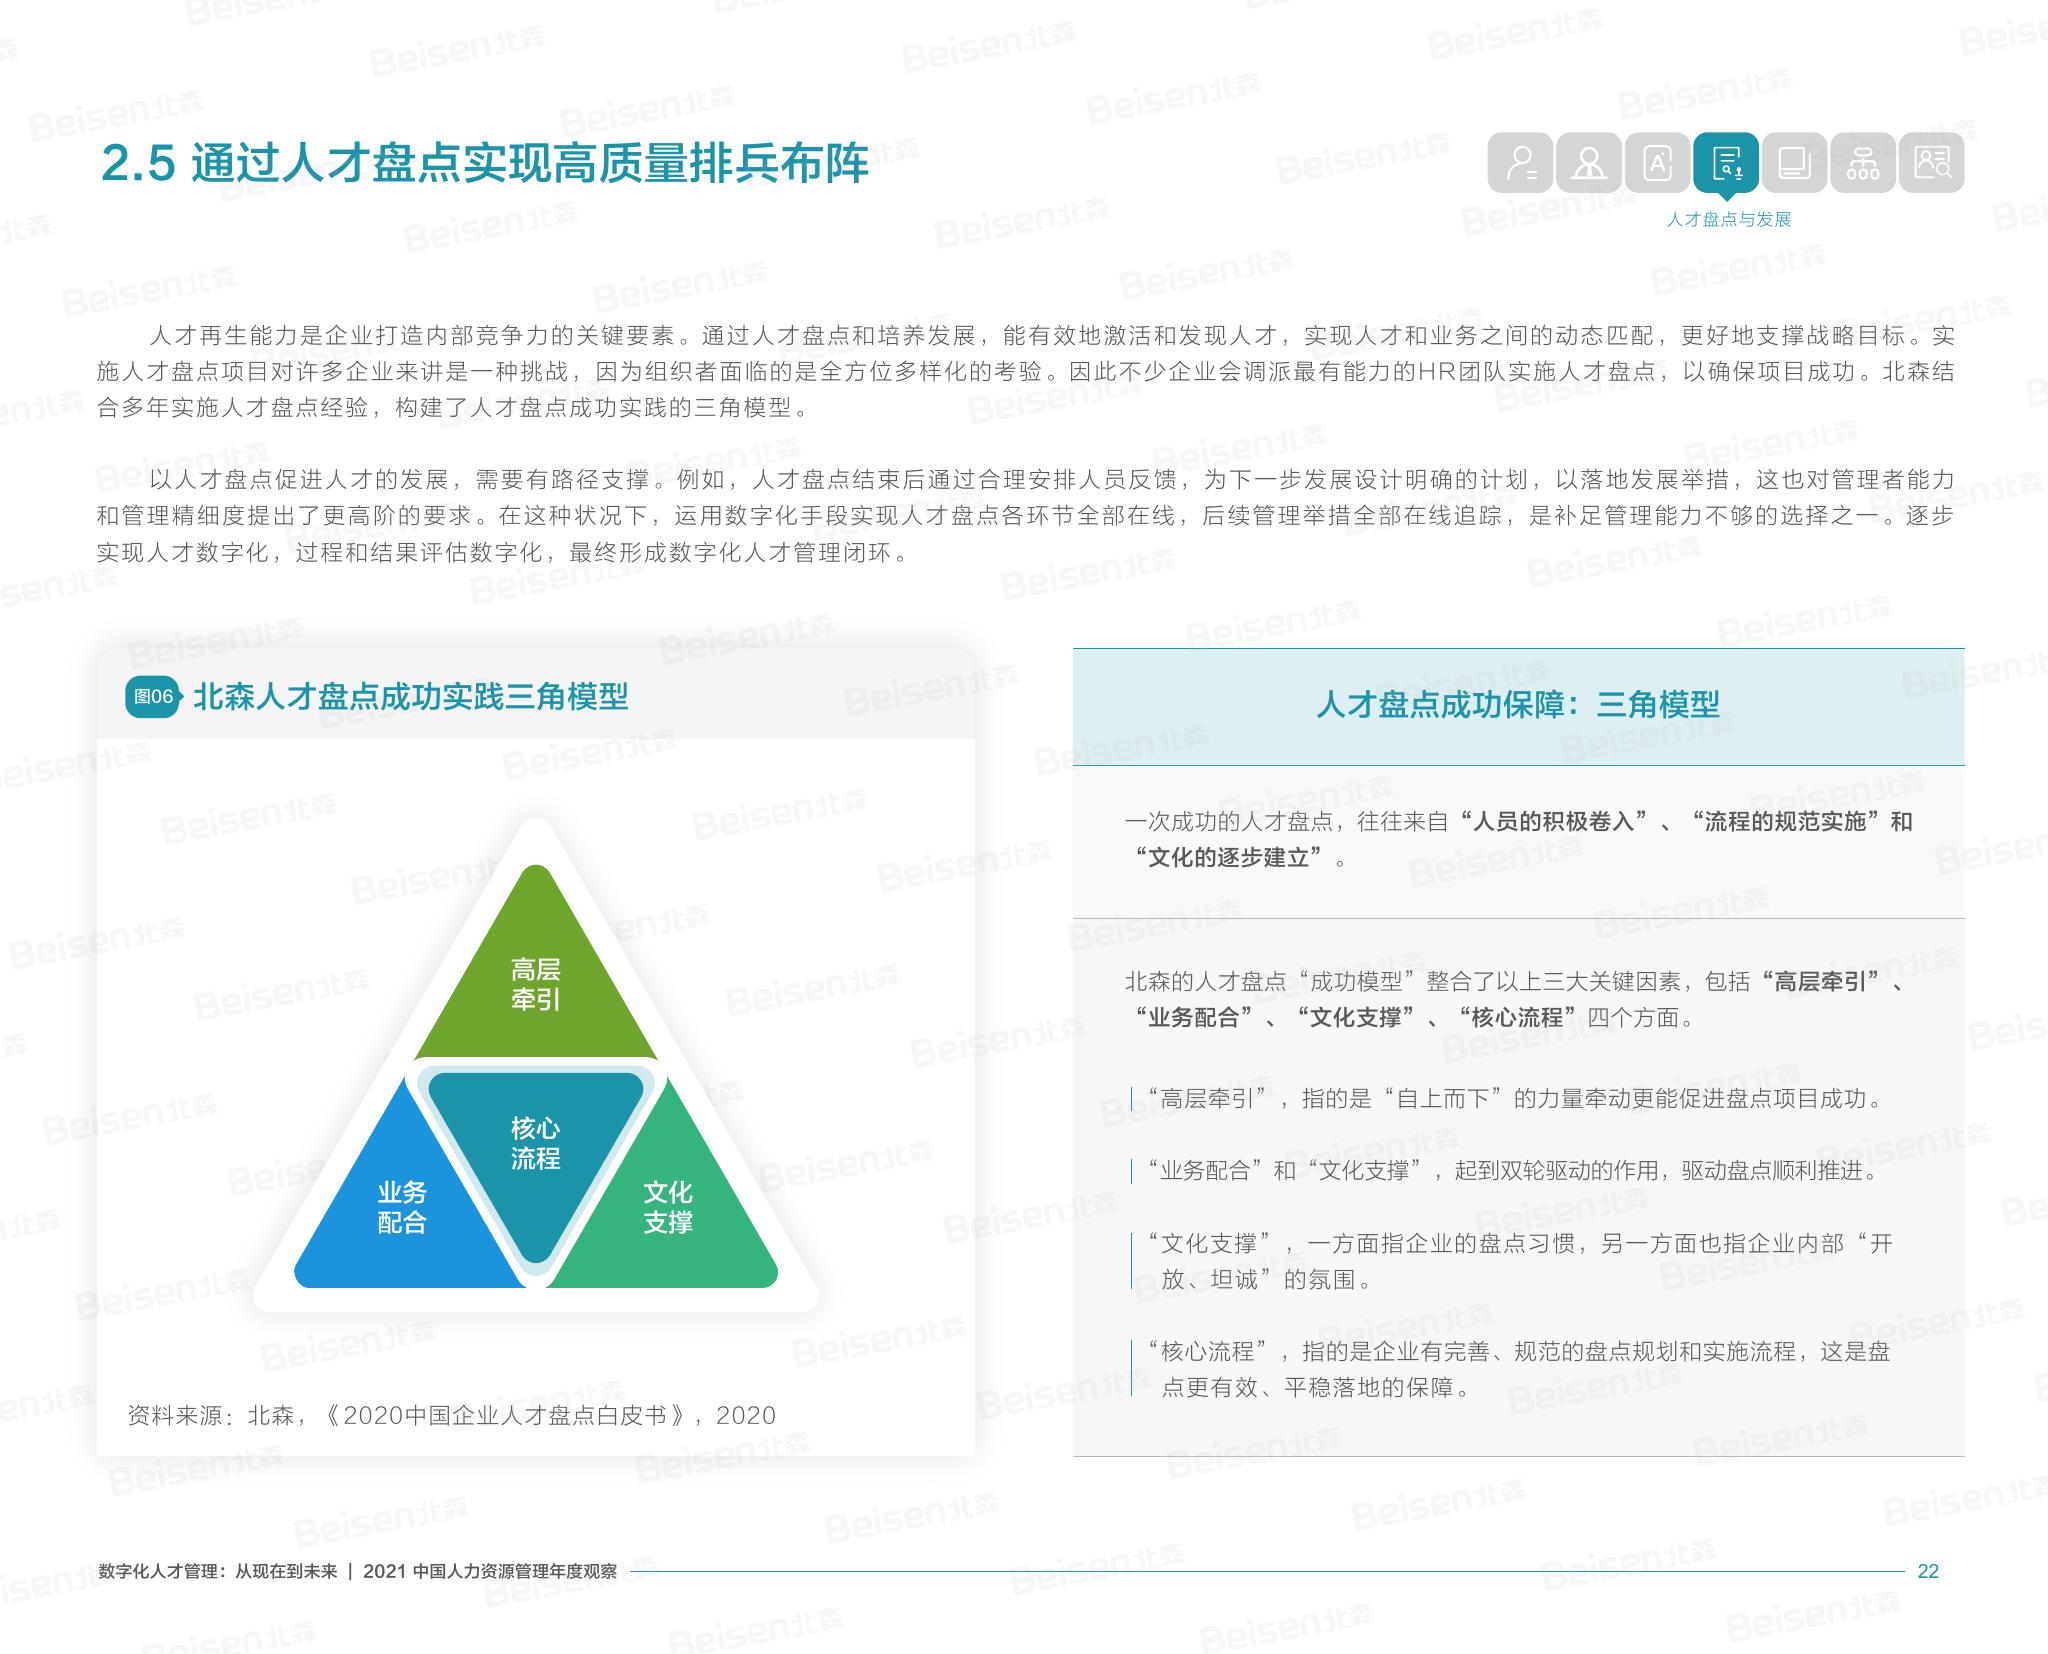 2.5 通过人才盘点实现高质量排兵布阵
人才盘点与发展
人才再生能力是企业打造内部竞争力的关键要素。通过人才盘点和培养发展，能有效地激活和发现人才，实现人才和业务之间的动态匹配，更好地支撑战略目标。实
施人才盘点项目对许多企业来讲是一种挑战，因为组织者面临的是全方位多样化的考验。因此不少企业会调派最有能力的HR团队实施人才盘点，以确保项目成功。北森结
合多年实施人才盘点经验，构建了人才盘点成功实践的三角模型。
以人才盘点促进人才的发展，需要有路径支撑。例如，人才盘点结束后通过合理安排人员反馈，为下一步发展设计明确的计划，以落地发展举措，这也对管理者能力
和管理精细度提出了更高阶的要求。在这种状况下，运用数字化手段实现人才盘点各环节全部在线，后续管理举措全部在线追踪，是补足管理能力不够的选择之一。逐步
实现人才数字化，过程和结果评估数字化，最终形成数字化人才管理闭环。
图06 北森人才盘点成功实践三角模型
高层
牵引
核心
流程
业务
配合
文化
支撑
资料来源：北森，《2020中国企业人才盘点白皮书》，2020
人才盘点成功保障：三角模型
一次成功的人才盘点，往往来自“人员的积极卷入”、“流程的规范实施”和
“文化的逐步建立”。
北森的人才盘点“成功模型”整合了以上三大关键因素，包括“高层牵引”、
“业务配合”、“文化支撑”、“核心流程”四个方面。
“高层牵引”，指的是“自上而下”的力量牵动更能促进盘点项目成功。
“业务配合”和“文化支撑”，起到双轮驱动的作用，驱动盘点顺利推进。
“文化支撑”，一方面指企业的盘点习惯，另一方面也指企业内部“开
放、坦诚”的氛围。
“核心流程”，指的是企业有完善、规范的盘点规划和实施流程，这是盘
点更有效、平稳落地的保障。
数字化人才管理：从现在到未来 | 2021 中国人力资源管理年度观察
22
Beisen北森